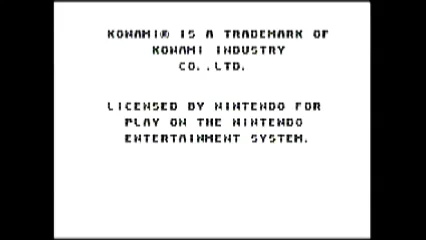 KONAMI® IS A TRADEMARK OF
KONAMI INDUSTRY
CO.,LTD.
LICENSED BY NINTENDO FOR
PLAY ON THE NINTENDO
ENTERTAINMENT SYSTEM.